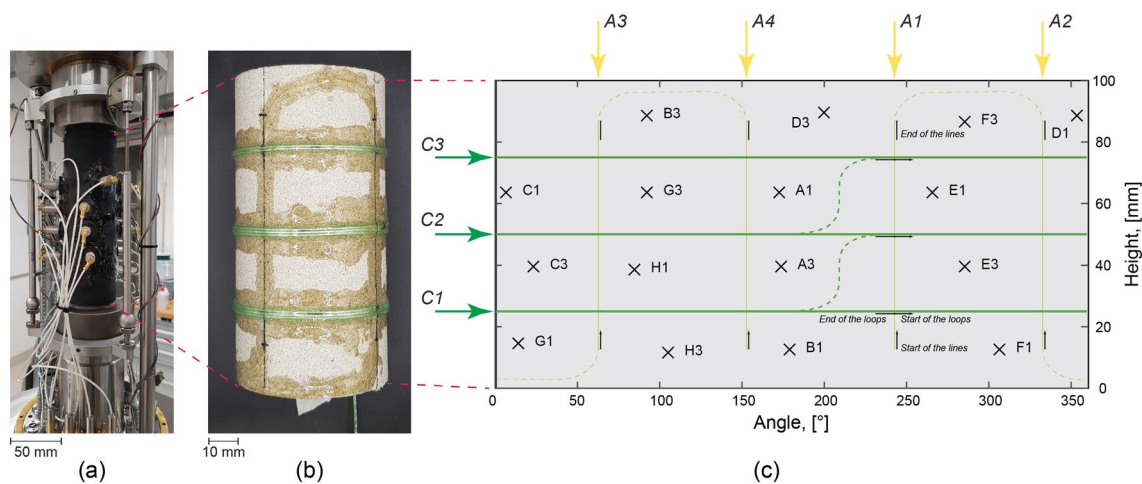 A3 A4 A1 A2
100
B3 D3 F3 D1
80
End of the lines
C3
C1 G3 A1 E1
60
C2
C3 H1 A3 E3
40
C1
End of the loops Start of the loops
20
G1 H3 B1 Start of the lines F1
0
0 50 100 150 200 250 300 350
Angle, [°]
Height, [mm]
50 mm
10 mm
(a) (b) (c)